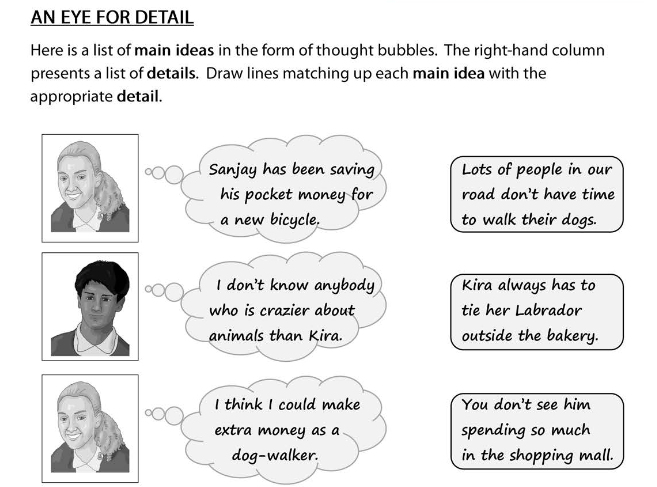 AN EYE FOR DETAIL
Here is a list of main ideas in the form of thought bubbles. The right-hand column
presents a list of details. Draw lines matching up each main idea with the
appropriate detail.
Sanjay has been saving
his pocket money for
a new bicycle.
Lots of people in our
road don't have time
to walk their dogs.
I don't know anybody
who is crazier about
animals than Kira.
Kira always has to
tie her Labrador
outside the bakery.
I think I could make
extra money as a
dog-walker.
You don't see him
spending so much
in the shopping mall.